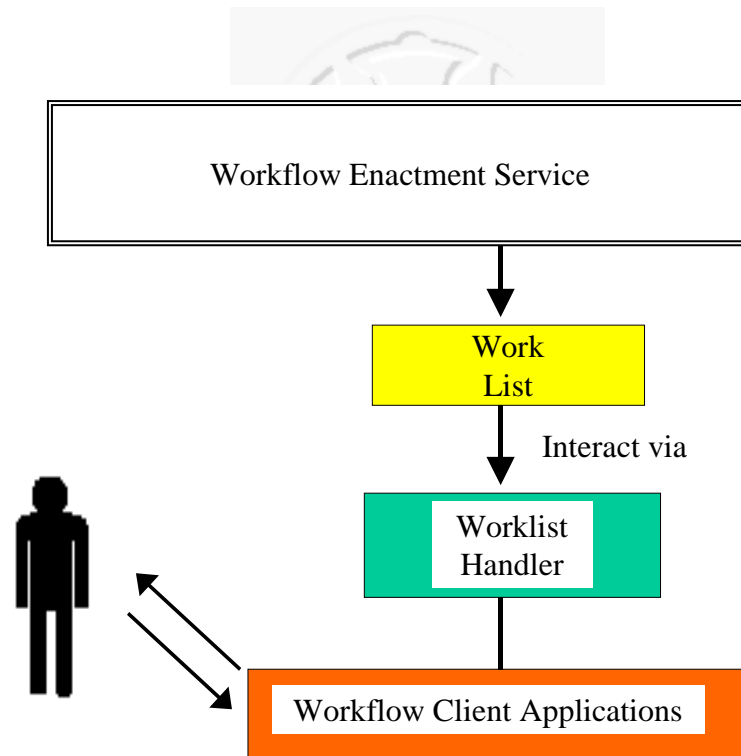 Workflow Enactment Service
Work
List
Interact via
Worklist
Handler
Workflow Client Applications